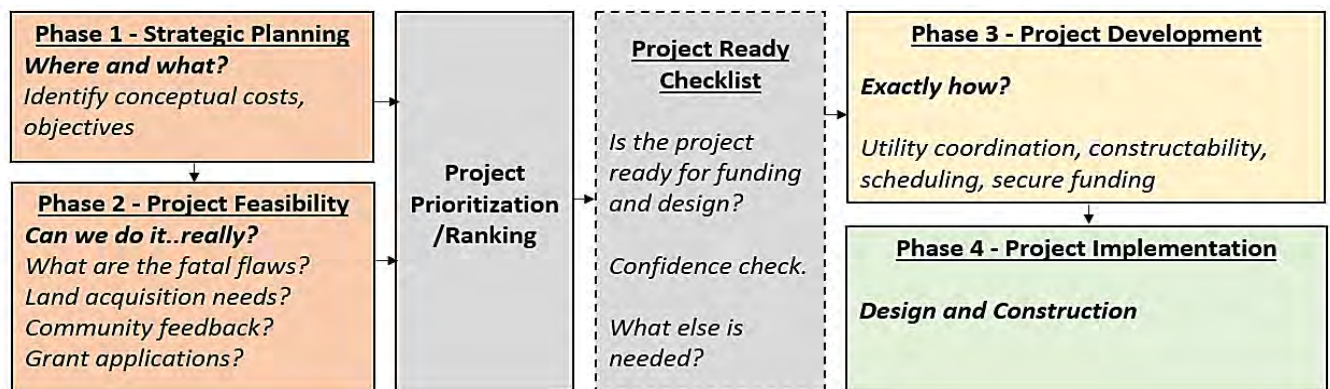 Phase 1 - Strategic Planning
Where and what?
Identify conceptual costs,
objectives
Phase 2 - Project Feasibility
Can we do it..really?
What are the fatal flaws?
Land acquisition needs?
Community feedback?
Grant applications?
Project
Prioritization
/Ranking
Project Ready
Checklist
Is the project
ready for funding
and design?
Confidence check.
What else is
needed?
Phase 3 - Project Development
Exactly how?
Utility coordination, constructability,
scheduling, secure funding
Phase 4 - Project Implementation
Design and Construction